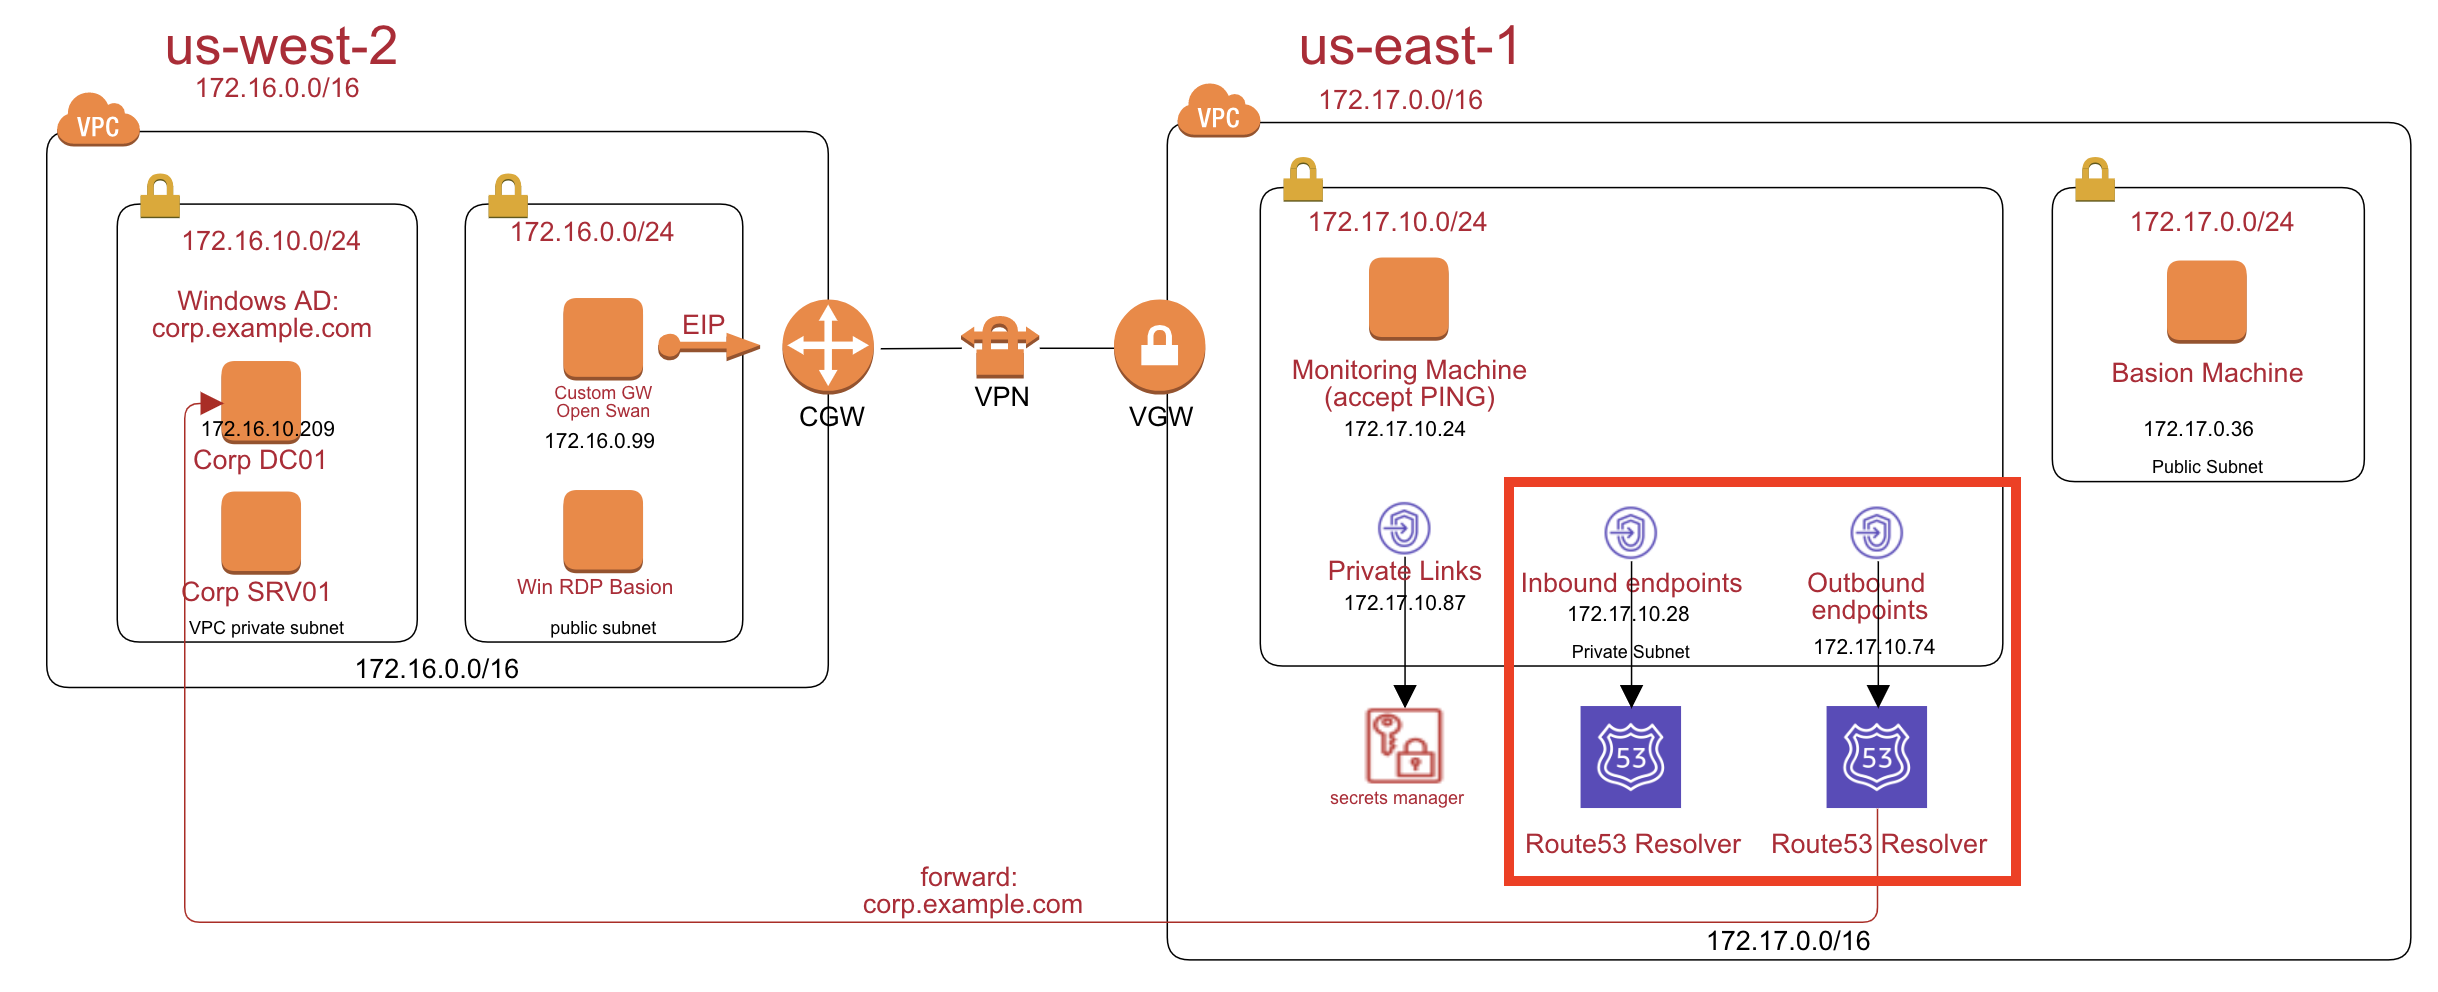 us-west-2
172.16.0.0/16
VPC
172.16.10.0/24
Windows AD:
corp.example.com
172.16.10.209
Corp DC01
Corp SRV01
VPC private subnet
172.16.0.0/24
EIP
Custom GW
Open Swan
172.16.0.99
Win RDP Basion
public subnet
172.16.0.0/16
CGW
VPN
VGW
us-east-1
172.17.0.0/16
VPC
172.17.10.0/24
Monitoring Machine
(accept PING)
172.17.10.24
Private Links
172.17.10.87
Inbound endpoints
172.17.10.28
Private Subnet
Outbound
endpoints
172.17.10.74
172.17.0.0/24
Basion Machine
172.17.0.36
Public Subnet
secrets manager
53
Route53 Resolver
53
Route53 Resolver
forward:
corp.example.com
172.17.0.0/16